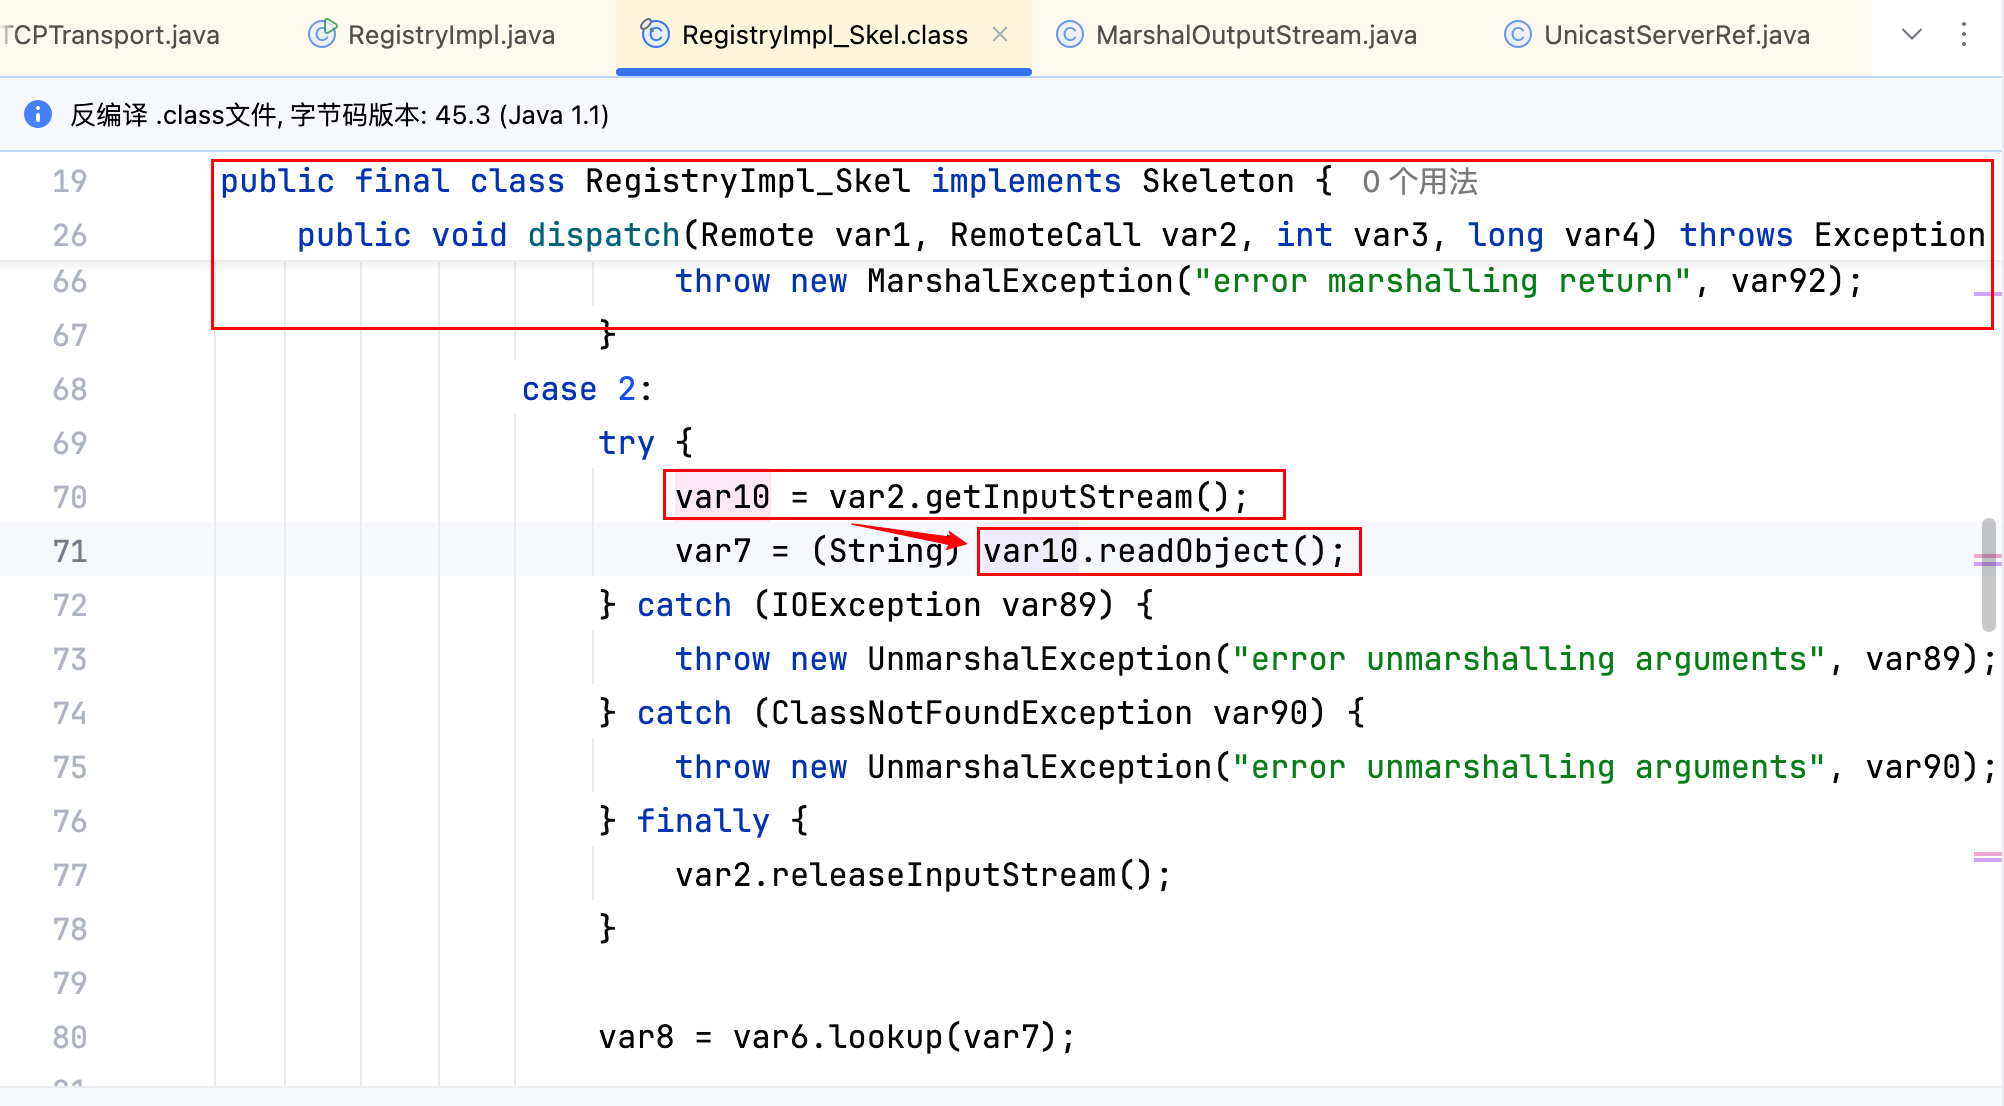 TCPTransport.java RegistryImpl.java RegistryImpl_Skel.class MarshalOutputStream.java UnicastServerRef.java
反编译 .class文件, 字节码版本: 45.3 (Java 1.1)
19 public final class RegistryImpl_Skel implements Skeleton { 0 个用法
26 public void dispatch(Remote var1, RemoteCall var2, int var3, long var4) throws Exception
66 throw new MarshalException("error marshalling return", var92);
67 }
68 case 2:
69 try {
70 var10 = var2.getInputStream();
71 var7 = (String) var10.readObject();
72 } catch (IOException var89) {
73 throw new UnmarshalException("error unmarshalling arguments", var89);
74 } catch (ClassNotFoundException var90) {
75 throw new UnmarshalException("error unmarshalling arguments", var90);
76 } finally {
77 var2.releaseInputStream();
78 }
79
80 var8 = var6.lookup(var7);